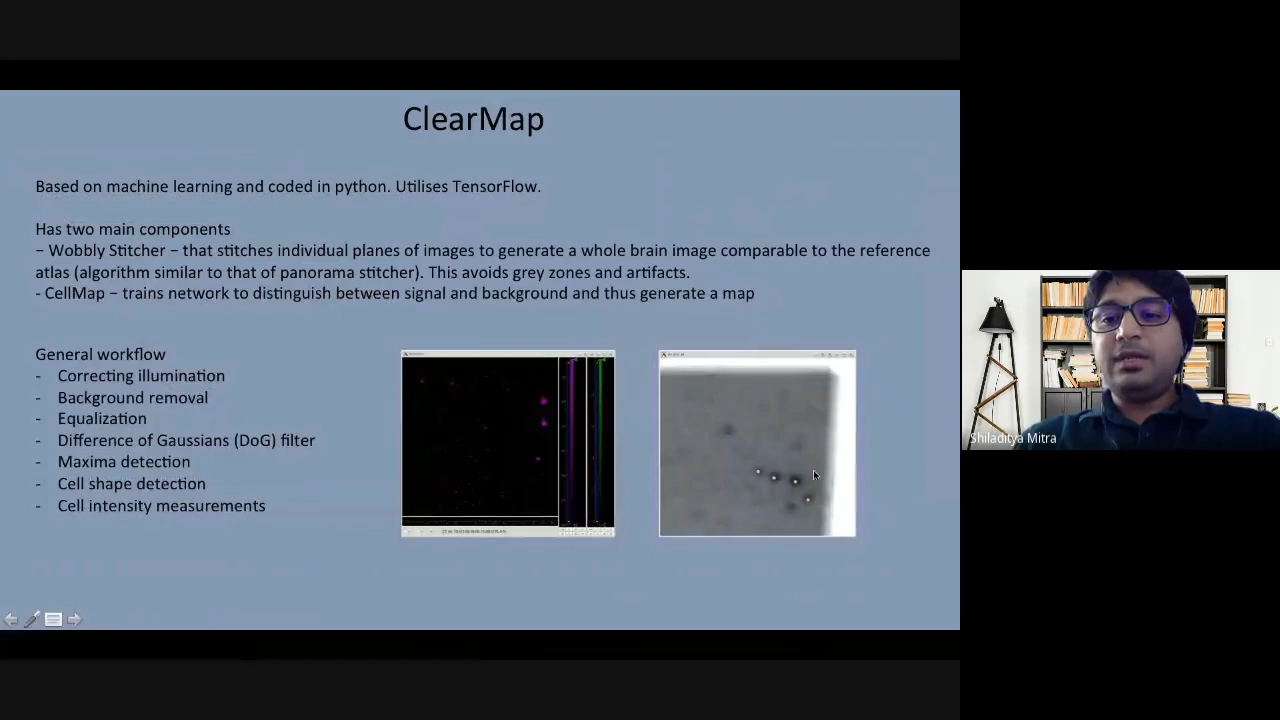 ClearMap
Based on machine learning and coded in python. Utilises TensorFlow.
Has two main components
– Wobbly Stitcher – that stitches individual planes of images to generate a whole brain image comparable to the reference
atlas (algorithm similar to that of panorama stitcher). This avoids grey zones and artifacts.
- CellMap – trains network to distinguish between signal and background and thus generate a map
General workflow
- Correcting illumination
- Background removal
- Equalization
- Difference of Gaussians (DoG) filter
- Maxima detection
- Cell shape detection
- Cell intensity measurements
Shiladitya Mitra